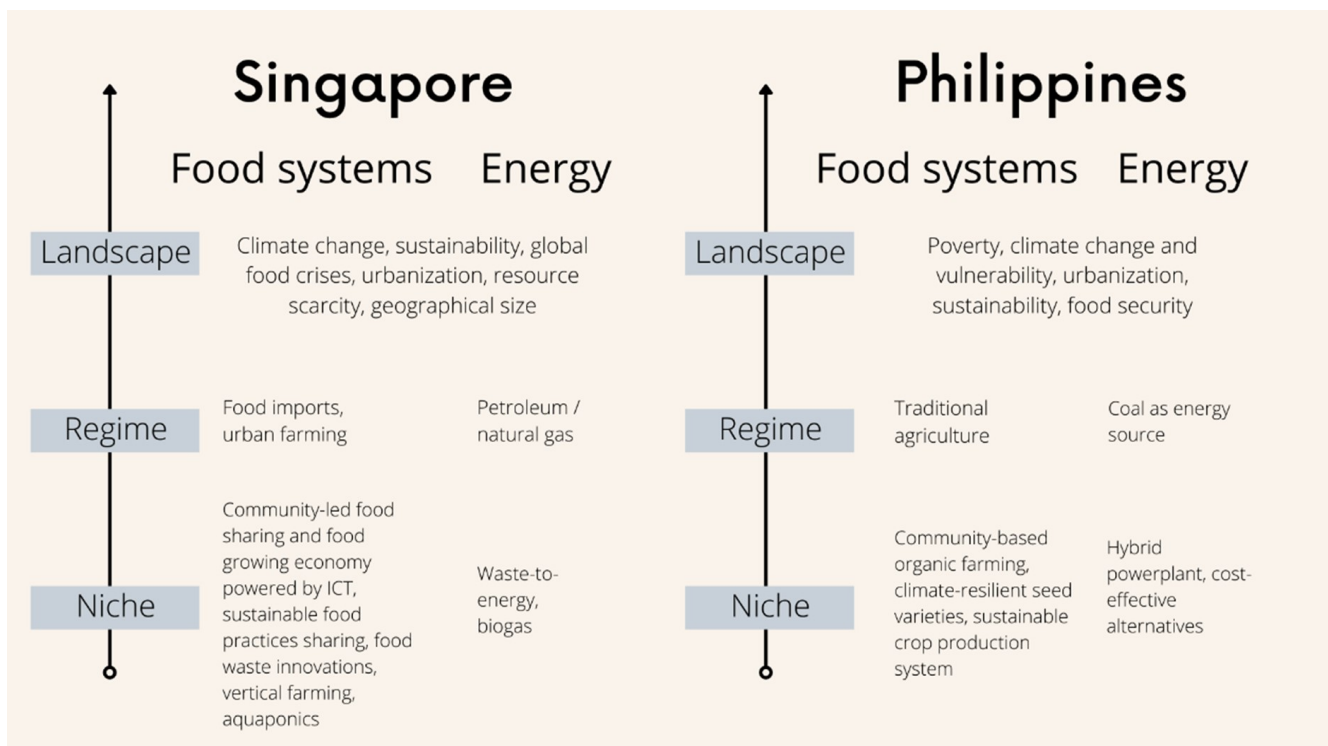 Singapore
Food systems
Energy
Landscape
Climate change, sustainability, global
food crises, urbanization, resource
scarcity, geographical size
Regime
Food imports,
urban farming
Petroleum /
natural gas
Niche
Community-led food
sharing and food
growing economy
powered by ICT,
sustainable food
practices sharing, food
waste innovations,
vertical farming,
aquaponics
Waste-to-
energy,
biogas
Philippines
Food systems
Energy
Landscape
Poverty, climate change and
vulnerability, urbanization,
sustainability, food security
Regime
Traditional
agriculture
Coal as energy
source
Niche
Community-based
organic farming,
climate-resilient seed
varieties, sustainable
crop production
system
Hybrid
powerplant, cost-
effective
alternatives